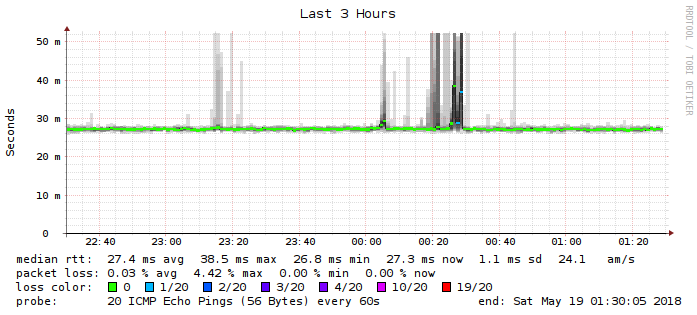 Last 3 Hours
RRDTOOL / TOBI OETIKER
Seconds
50 m
40 m
30 m
20 m
10 m
0
22:40 23:00 23:20 23:40 00:00 00:20 00:40 01:00 01:20
median rtt: 27.4 ms avg 38.5 ms max 26.8 ms min 27.3 ms now 1.1 ms sd 24.1 am/s
packet loss: 0.03 % avg 4.42 % max 0.00 % min 0.00 % now
loss color: 0 1/20 2/20 3/20 4/20 10/20 19/20
probe: 20 ICMP Echo Pings (56 Bytes) every 60s end: Sat May 19 01:30:05 2018